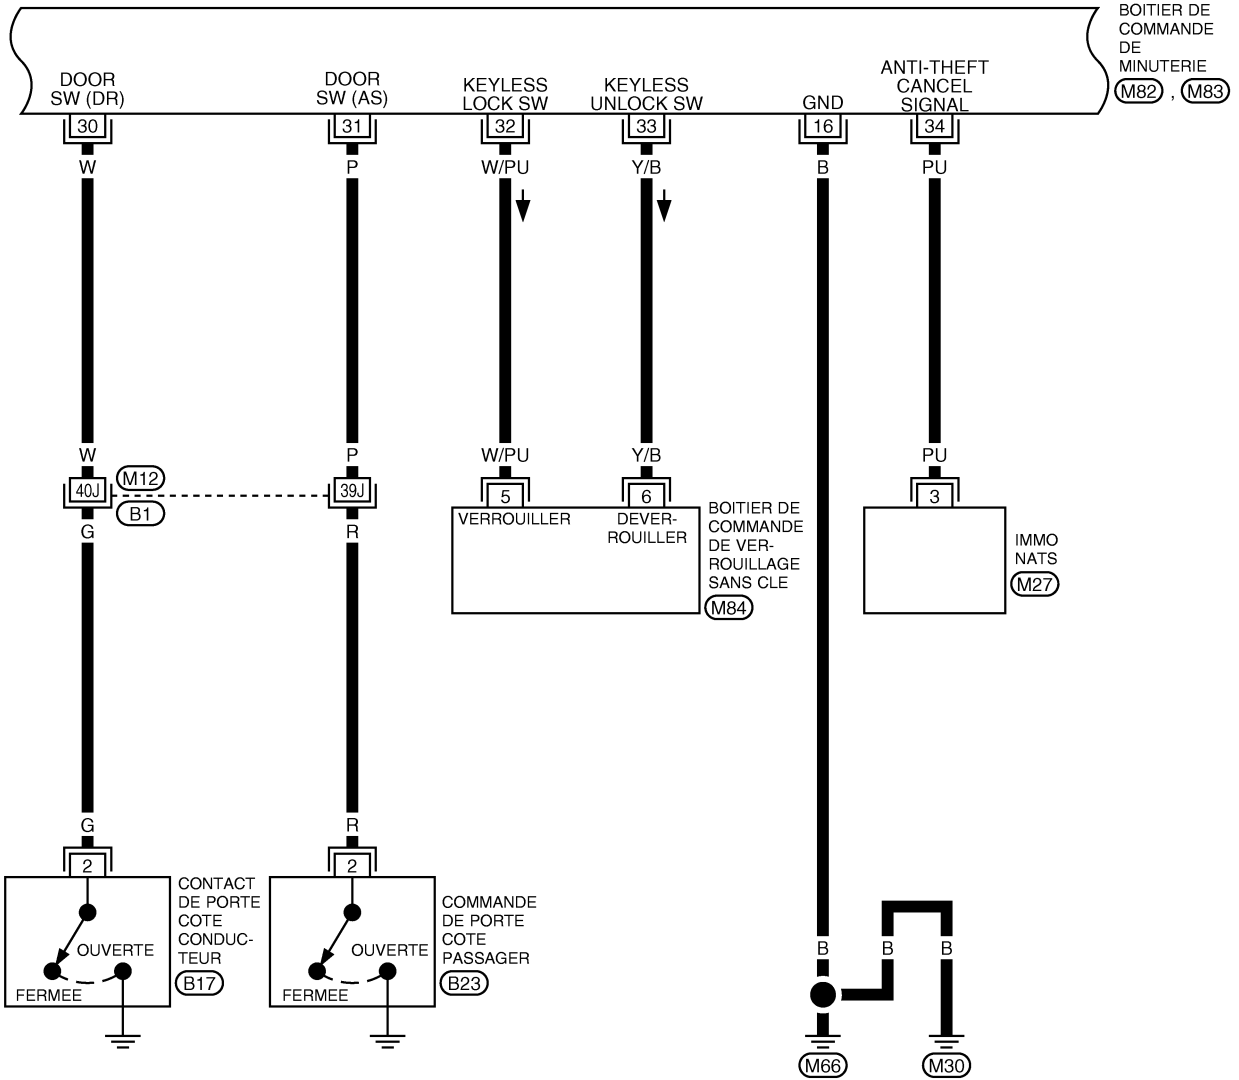 BOITIER DE
COMMANDE
DE
MINUTERIE
M82 , M83
DOOR
SW (DR)
DOOR
SW (AS)
KEYLESS
LOCK SW
KEYLESS
UNLOCK SW
GND
ANTI-THEFT
CANCEL
SIGNAL
30 31 32 33 16 34
W P W/PU Y/B B PU
W P W/PU Y/B PU
M12
40J 39J 5 6 3
B1
VERROUILLER
DEVER-
ROUILLER
BOITIER DE
COMMANDE
DE VER-
ROUILLAGE
SANS CLE
M84
IMMO
NATS
M27
G R
G R
2 2
CONTACT
DE PORTE
COTE
CONDUC-
TEUR
B17
OUVERTE
FERMEE
COMMANDE
DE PORTE
COTE
PASSAGER
B23
OUVERTE
FERMEE
B B B
M66 M30